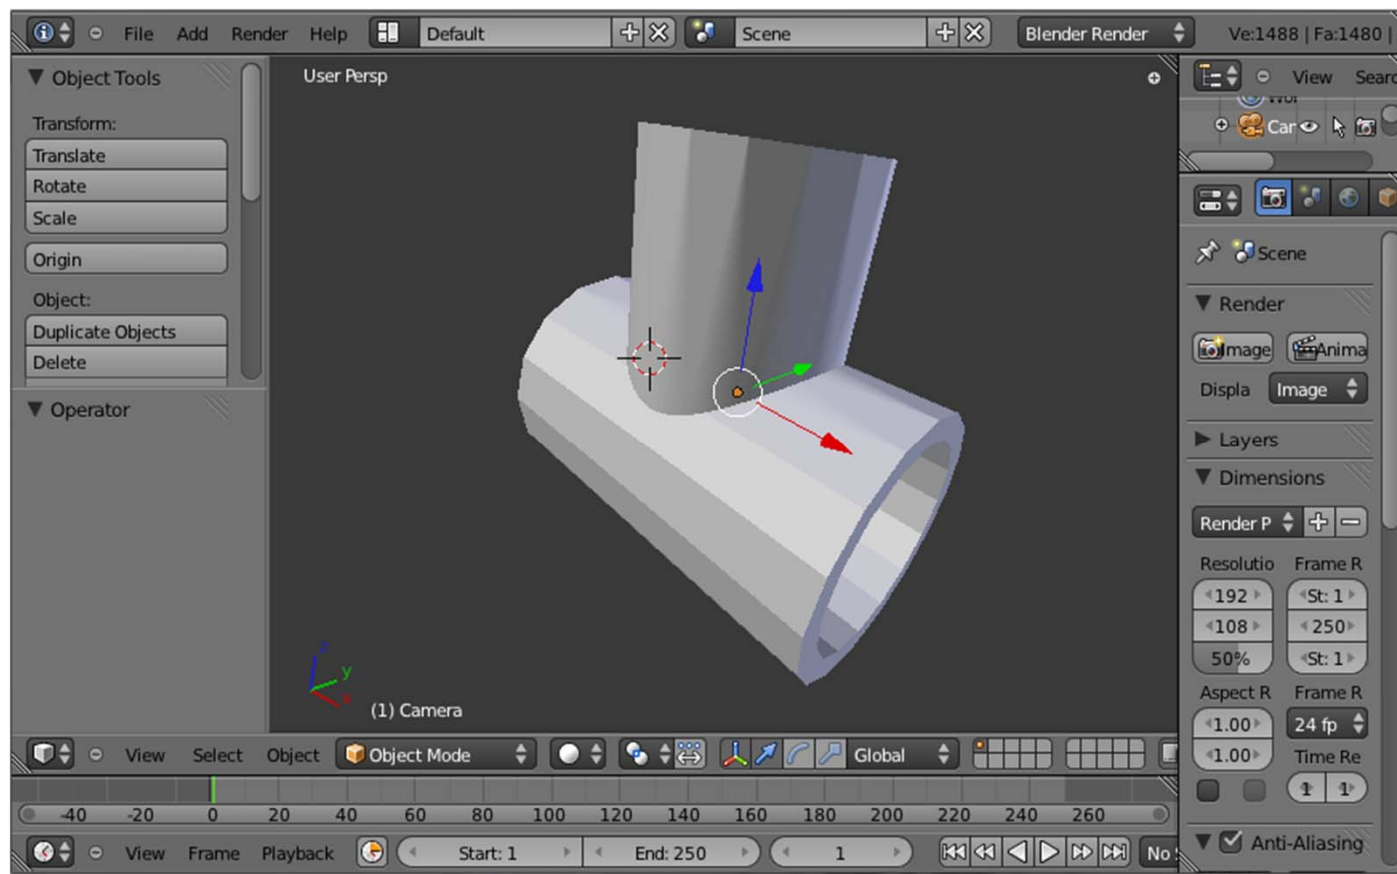 File Add Render Help Default Scene Blender Render Ve:1488 | Fa:1480 |
Object Tools
Transform:
Translate
Rotate
Scale
Origin
Object:
Duplicate Objects
Delete
Operator
User Persp
z
y
x
(1) Camera
View Searc
Wor
Car
Scene
Render
Image Anima
Displa Image
Layers
Dimensions
Render P
Resolutio Frame R
192 St: 1
108 250
50% St: 1
Aspect R Frame R
1.00 24 fp
1.00 Time Re
1 1
Anti-Aliasing
View Select Object Object Mode Global
-40 -20 0 20 40 60 80 100 120 140 160 180 200 220 240 260
View Frame Playback Start: 1 End: 250 1 No